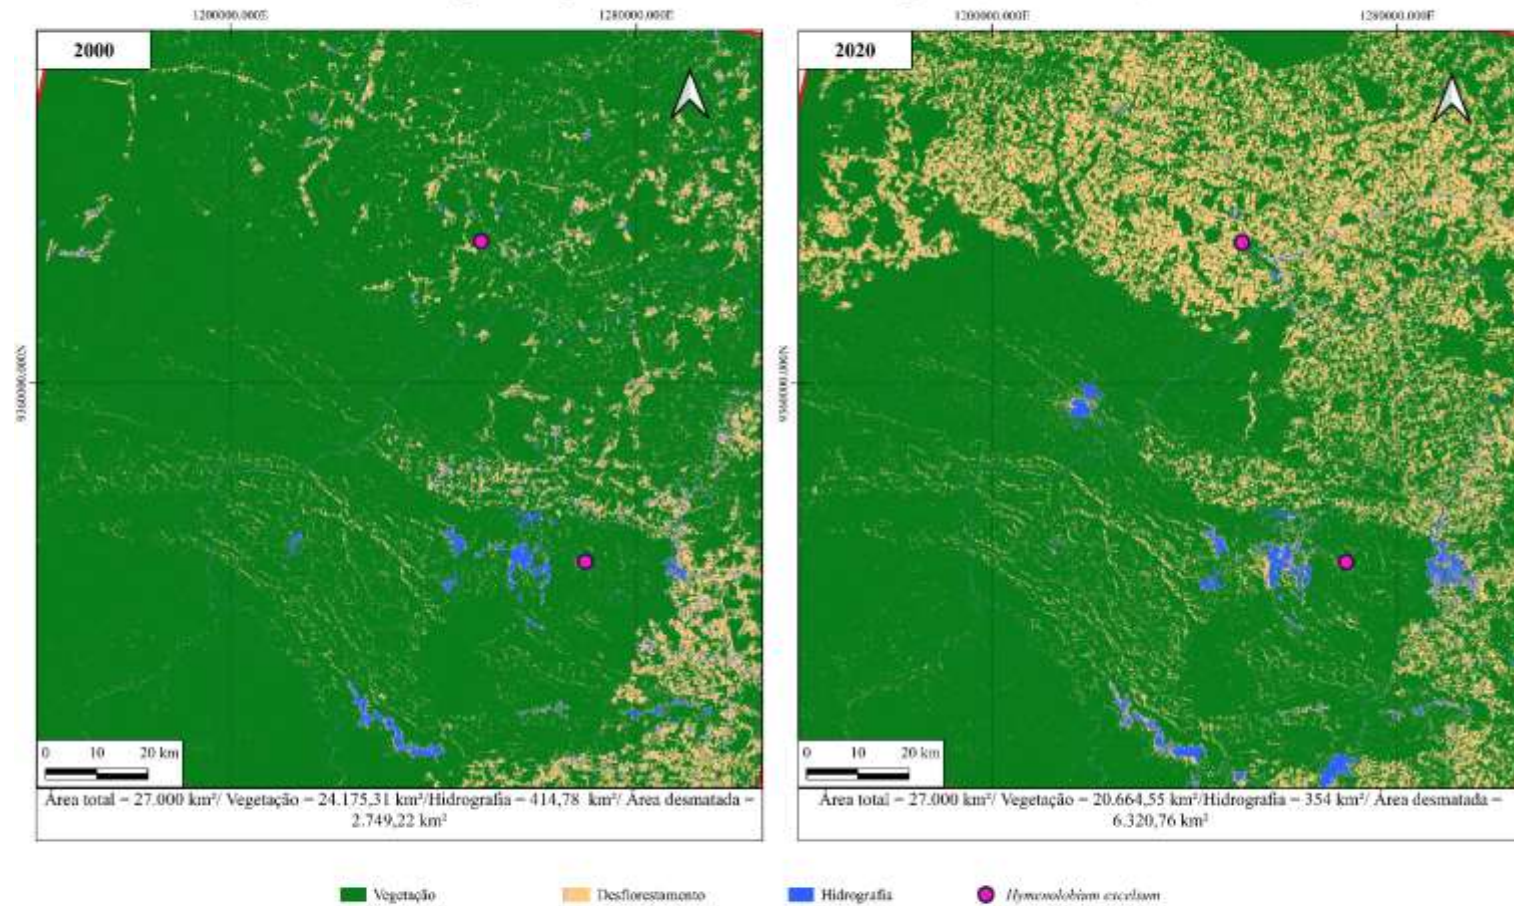 1200000.000E
1280000.000E
1200000.000E
1280000.000E
2000
2020
9360000.000N
9360000.000N
0 10 20 km
0 10 20 km
Área total = 27.000 km²/ Vegetação = 24.175,31 km²/Hidrografia = 414,78 km²/ Área desmatada =
2.749,22 km²
Área total = 27.000 km²/ Vegetação = 20.664,55 km²/Hidrografia = 354 km²/ Área desmatada =
6.320,76 km²
Vegetação
Desflorestamento
Hidrografia
Hymenolobium excelsum